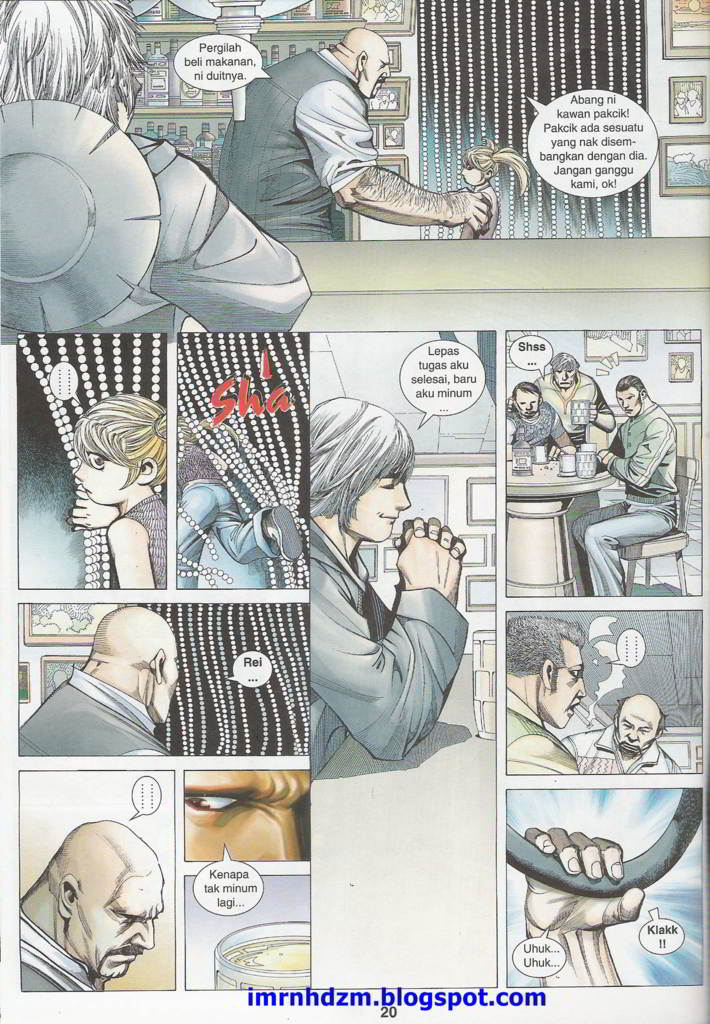 Pergilah
beli makanan,
ni duitnya.
Abang ni
kawan pakcik!
Pakcik ada sesuatu
yang nak disem-
bangkan dengan dia.
Jangan ganggu
kami, ok!
Sha
!
Rei
...
Kenapa
tak minum
lagi...
Lepas
tugas aku
selesai, baru
aku minum
...
Shss
...
Klakk
!!
Uhuk...
Uhuk...
imrnhdzm.blogspot.com
20